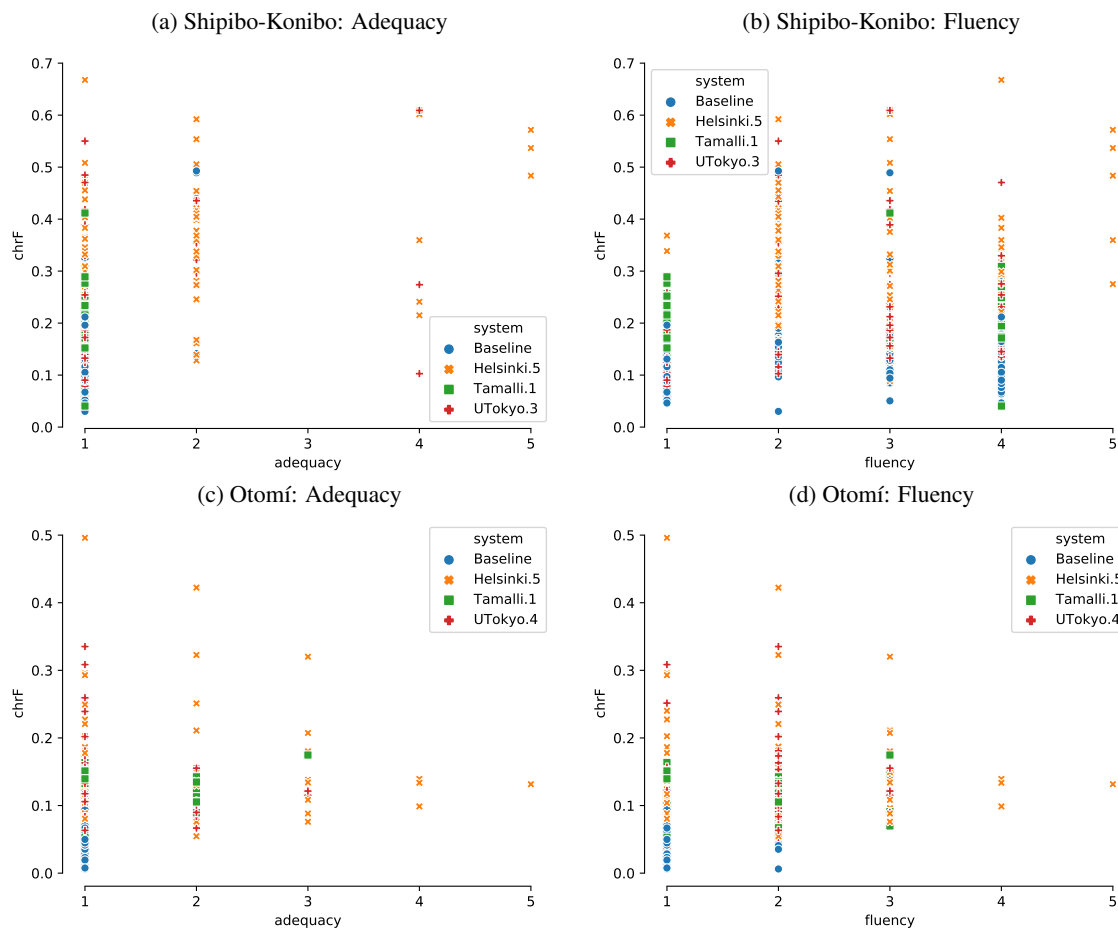 (a) Shipibo-Konibo: Adequacy
0.7
0.6
0.5
0.4
0.3
0.2
0.1
0.0
chrF
1 2 3 4 5
adequacy
system
Baseline
Helsinki.5
Tamalli.1
UTokyo.3
(b) Shipibo-Konibo: Fluency
0.7
0.6
0.5
0.4
0.3
0.2
0.1
0.0
chrF
1 2 3 4 5
fluency
system
Baseline
Helsinki.5
Tamalli.1
UTokyo.3
(c) Otomí: Adequacy
0.5
0.4
0.3
0.2
0.1
0.0
chrF
1 2 3 4 5
adequacy
system
Baseline
Helsinki.5
Tamalli.1
UTokyo.4
(d) Otomí: Fluency
0.5
0.4
0.3
0.2
0.1
0.0
chrF
1 2 3 4 5
fluency
system
Baseline
Helsinki.5
Tamalli.1
UTokyo.4